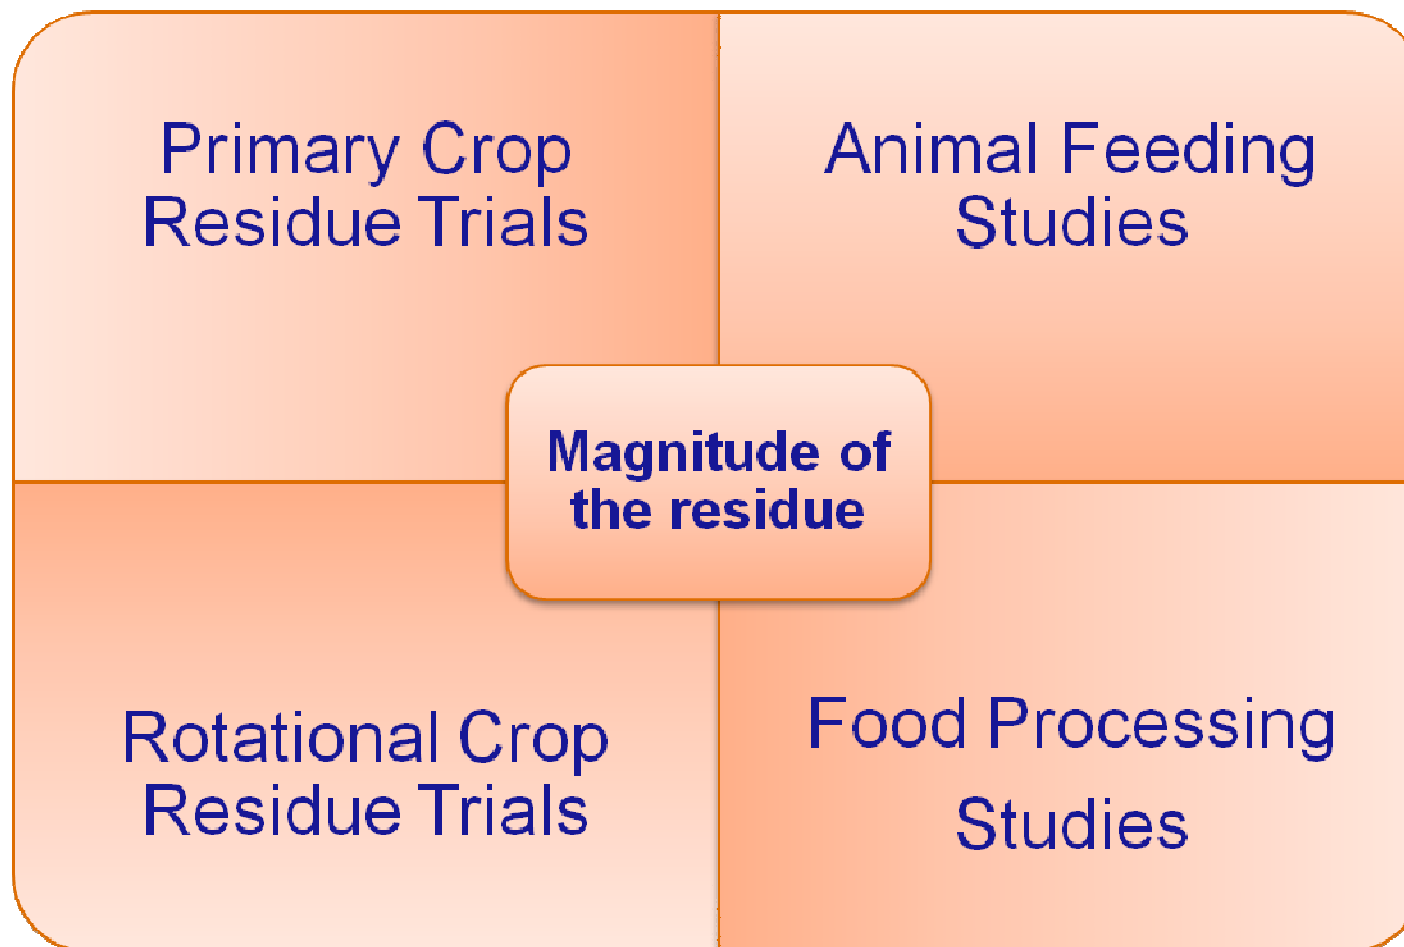 Primary Crop
Residue Trials
Animal Feeding
Studies
Magnitude of
the residue
Rotational Crop
Residue Trials
Food Processing
Studies